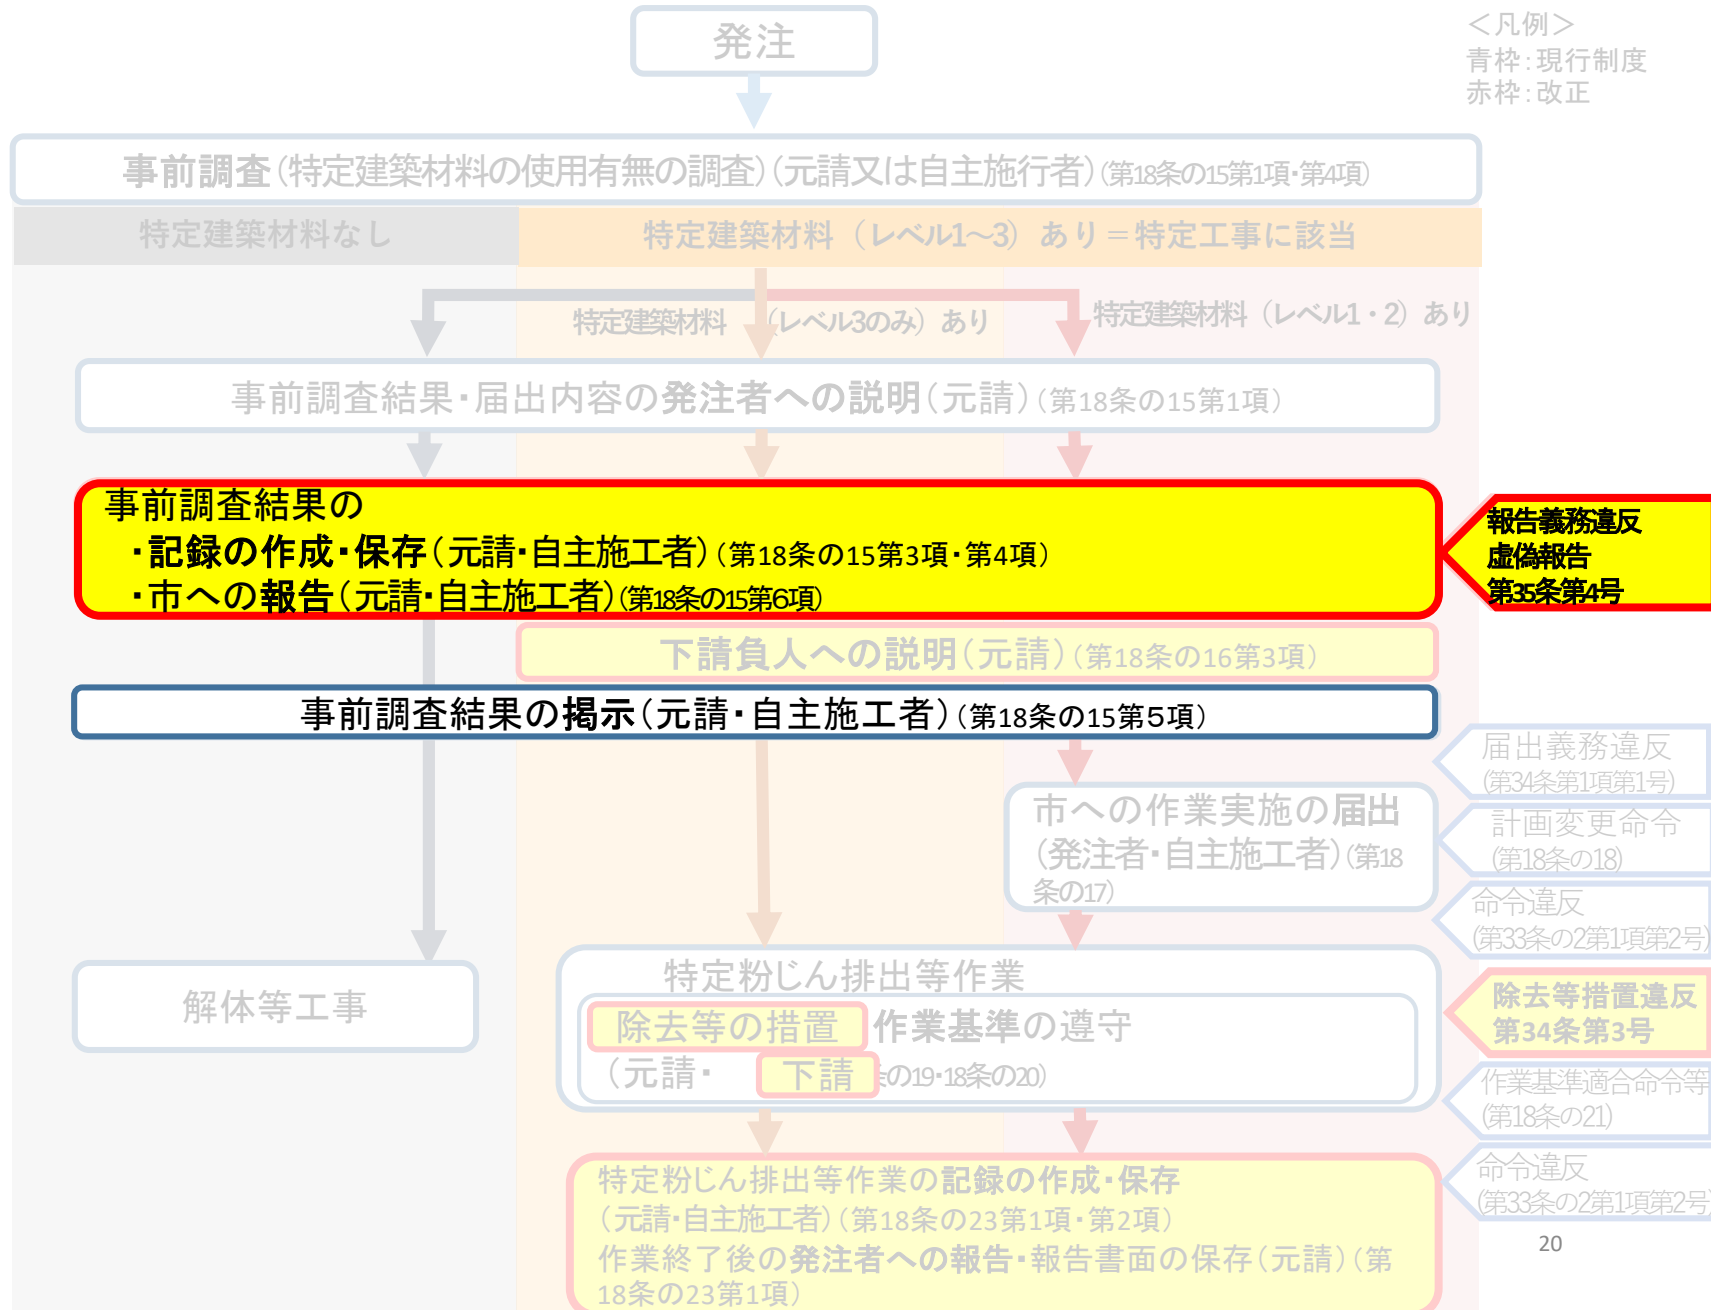 発注
＜凡例＞
青枠：現行制度
赤枠：改正
事前調査（特定建築材料の使用有無の調査）（元請又は自主施行者）（第18条の15第1項・第4項）
特定建築材料なし
特定建築材料（レベル1～3）あり＝特定工事に該当
特定建築材料（レベル3のみ）あり
特定建築材料（レベル1・2）あり
事前調査結果・届出内容の発注者への説明（元請）（第18条の15第1項）
事前調査結果の
・記録の作成・保存（元請・自主施工者）（第18条の15第3項・第4項）
・市への報告（元請・自主施工者）（第18条の15第6項）
報告義務違反
虚偽報告
第35条第4号
下請負人への説明（元請）（第18条の16第3項）
事前調査結果の掲示（元請・自主施工者）（第18条の15第５項）
届出義務違反
（第34条第1項第1号）
市への作業実施の届出
（発注者・自主施工者）（第18
条の17）
計画変更命令
（第18条の18）
命令違反
（第33条の2第1項第2号）
特定粉じん排出等作業
解体等工事
除去等の措置 作業基準の遵守
（元請・ 下請 の19・18条の20）
除去等措置違反
第34条第3号
作業基準適合命令等
（第18条の21）
命令違反
（第33条の2第1項第2号）
特定粉じん排出等作業の記録の作成・保存
（元請・自主施工者）（第18条の23第1項・第2項）
作業終了後の発注者への報告・報告書面の保存（元請）（第
18条の23第1項）
20